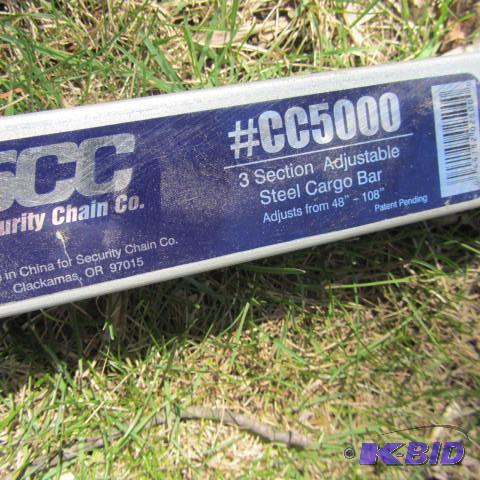 SCC
urity Chain Co.
in China for Security Chain Co.
Clackamas, OR 97015
#CC5000
3 Section Adjustable
Steel Cargo Bar
Adjusts from 48" - 108"
Patent Pending
© K-BID